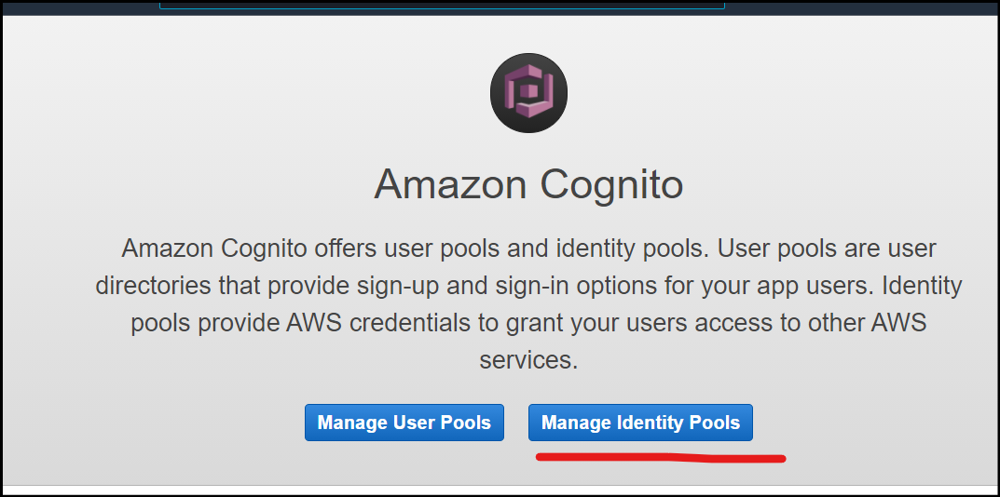 Amazon Cognito
Amazon Cognito offers user pools and identity pools. User pools are user
directories that provide sign-up and sign-in options for your app users. Identity
pools provide AWS credentials to grant your users access to other AWS
services.
Manage User Pools
Manage Identity Pools